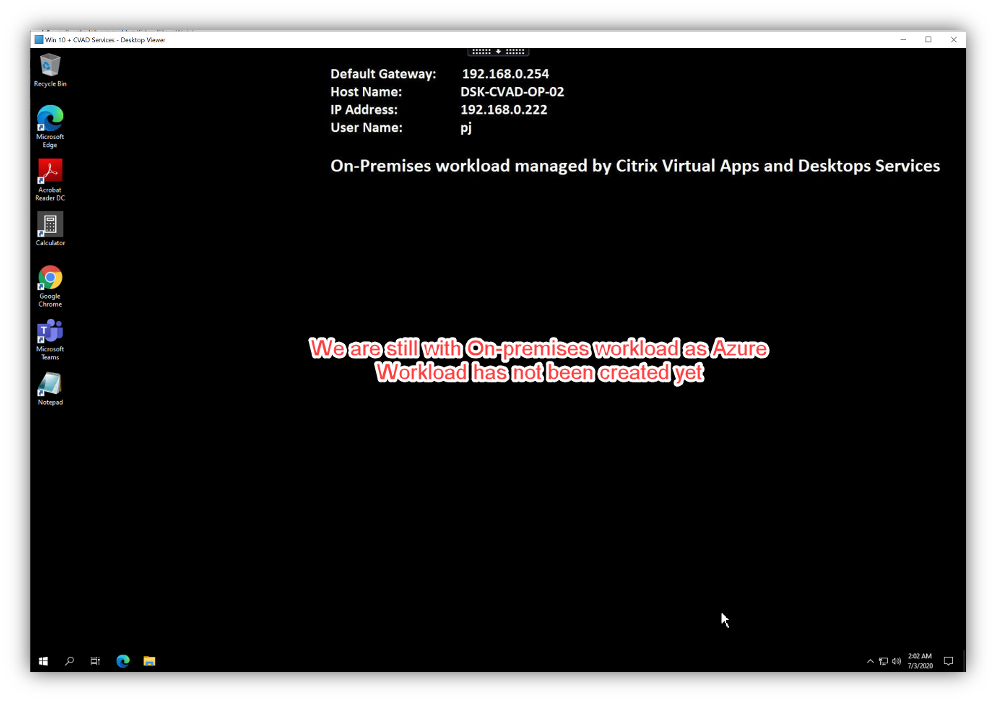 Win 10 + CVAD Services - Desktop Viewer
Recycle Bin
Microsoft
Edge
Acrobat
Reader DC
Calculator
Google
Chrome
Microsoft
Teams
Notepad
Default Gateway: 192.168.0.254
Host Name: DSK-CVAD-OP-02
IP Address: 192.168.0.222
User Name: pj
On-Premises workload managed by Citrix Virtual Apps and Desktops Services
We are still with On-premises workload as Azure
Workload has not been created yet
2:02 AM
7/3/2020